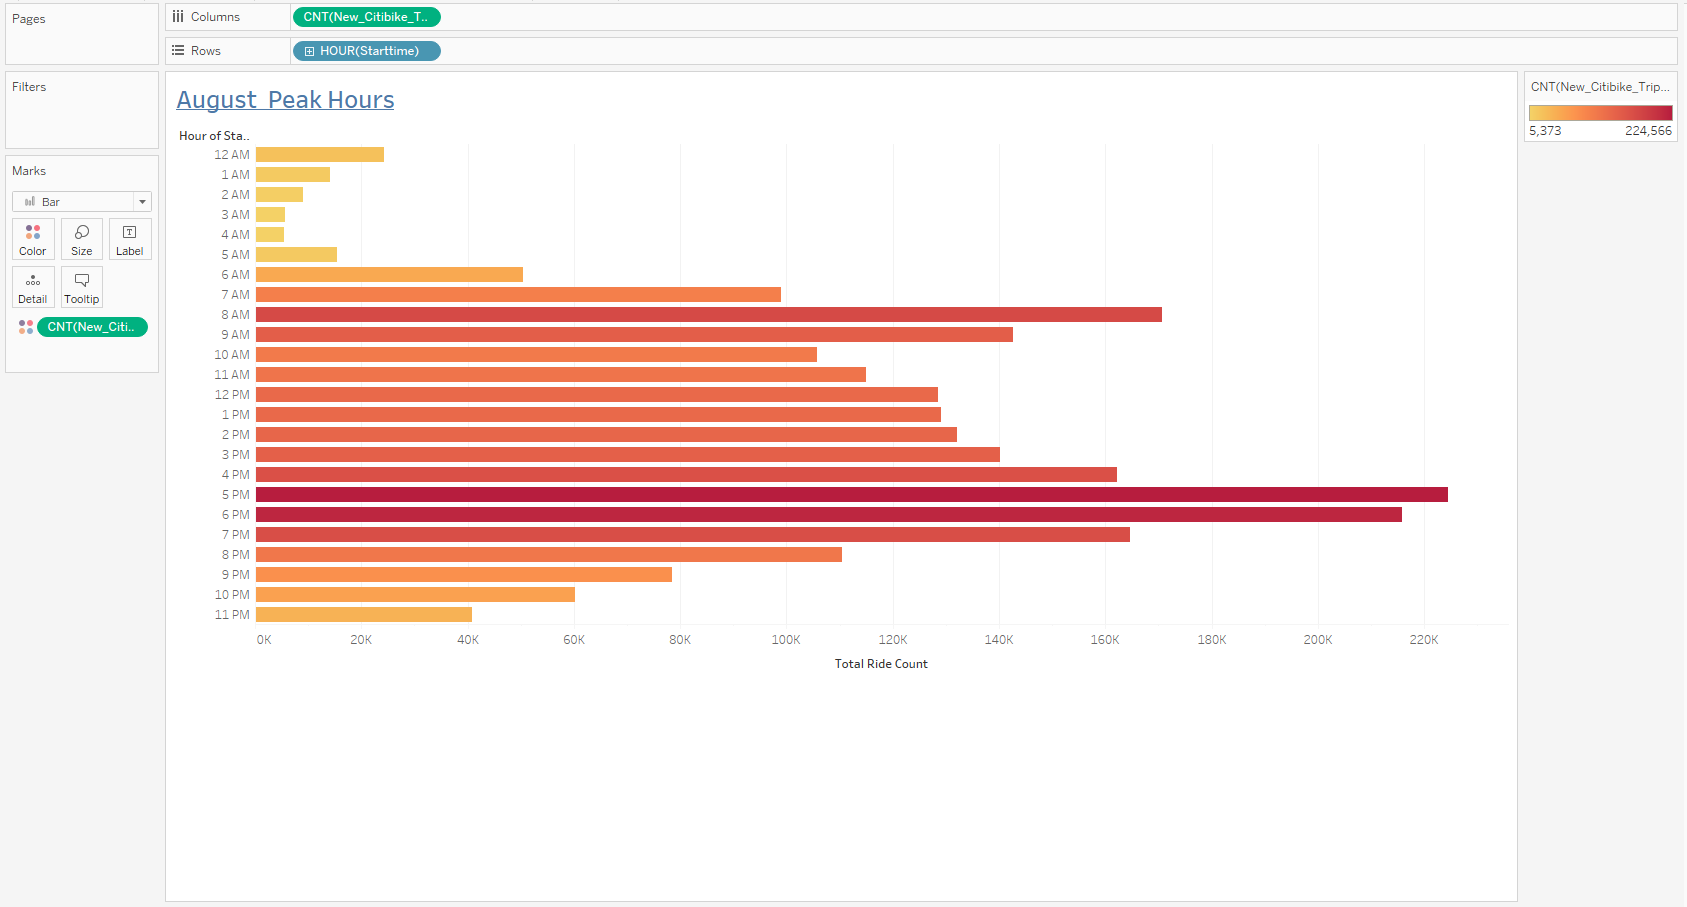 Pages
Columns
CNT(New_Citibike_T..
Rows
HOUR(Starttime)
Filters
Marks
Bar
Color
Size
Label
Detail
Tooltip
CNT(New_Citi..
August  Peak Hours
Hour of Sta..
12 AM
1 AM
2 AM
3 AM
4 AM
5 AM
6 AM
7 AM
8 AM
9 AM
10 AM
11 AM
12 PM
1 PM
2 PM
3 PM
4 PM
5 PM
6 PM
7 PM
8 PM
9 PM
10 PM
11 PM
0K 20K 40K 60K 80K 100K 120K 140K 160K 180K 200K 220K
Total Ride Count
CNT(New_Citibike_Trip...
5,373 224,566